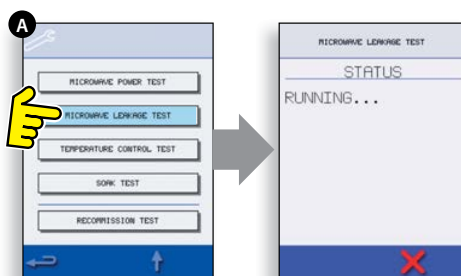 A
MICROWAVE POWER TEST
MICROWAVE LEAKAGE TEST
TEMPERATURE CONTROL TEST
SOAK TEST
RECOMMISSION TEST
MICROWAVE LEAKAGE TEST
STATUS
RUNNING...